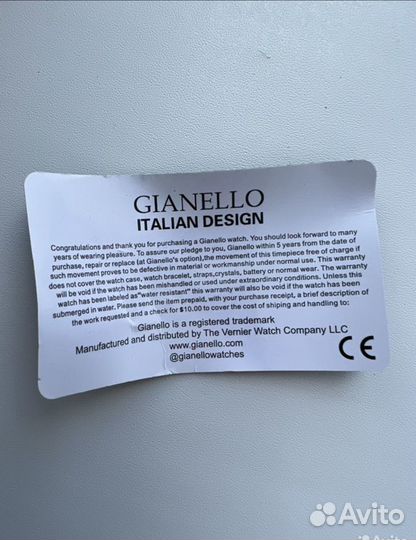 GIANELLO
ITALIAN DESIGN
Congratulations and thank you for purchasing a Gianello watch. You should look forward to many
years of wearing pleasure. To assure our pledge to you, Gianello within 5 years from the date of
purchase, repair or replace (at Gianello's option),the movement of this timepiece free of charge if
such movement proves to be defective in material or workmanship under normal use. This warranty
does not cover the watch case, watch bracelet, straps,crystals, battery or normal wear. The warranty
will be void if the watch has been mishandled or used under extraordinary conditions. Unless this
watch has been labeled as"water resistant" this warranty will also be void if the watch has been
submerged in water. Please send the item prepaid, with your purchase receipt, a brief description of
the work requested and a check for $10.00 to cover the cost of shiping and handling to:
Gianello is a registered trademark
Manufactured and distributed by The Vernier Watch Company LLC
www.gianello.com
@gianellowatches
CE
Avito
Avito